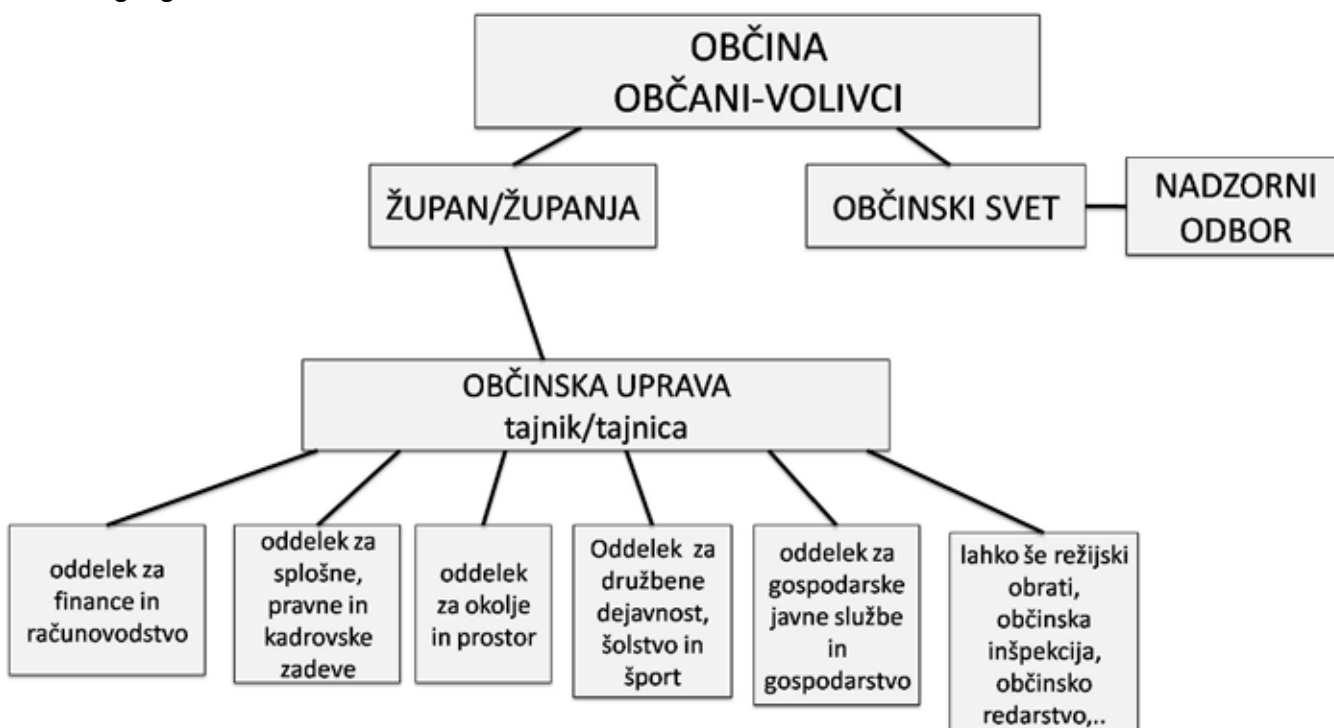 OBČINA
OBČANI-VOLIVCI
ŽUPAN/ŽUPANJA
OBČINSKI SVET
NADZORNI
ODBOR
OBČINSKA UPRAVA
tajnik/tajnica
oddelek za
finance in
računovodstvo
oddelek za
splošne,
pravne in
kadrovske
zadeve
oddelek
za okolje
in prostor
Oddelek za
družbene
dejavnost,
šolstvo in
šport
oddelek za
gospodarske
javne službe
in
gospodarstvo
lahko še režijski
obrati,
občinska
inšpekcija,
občinsko
redarstvo,..